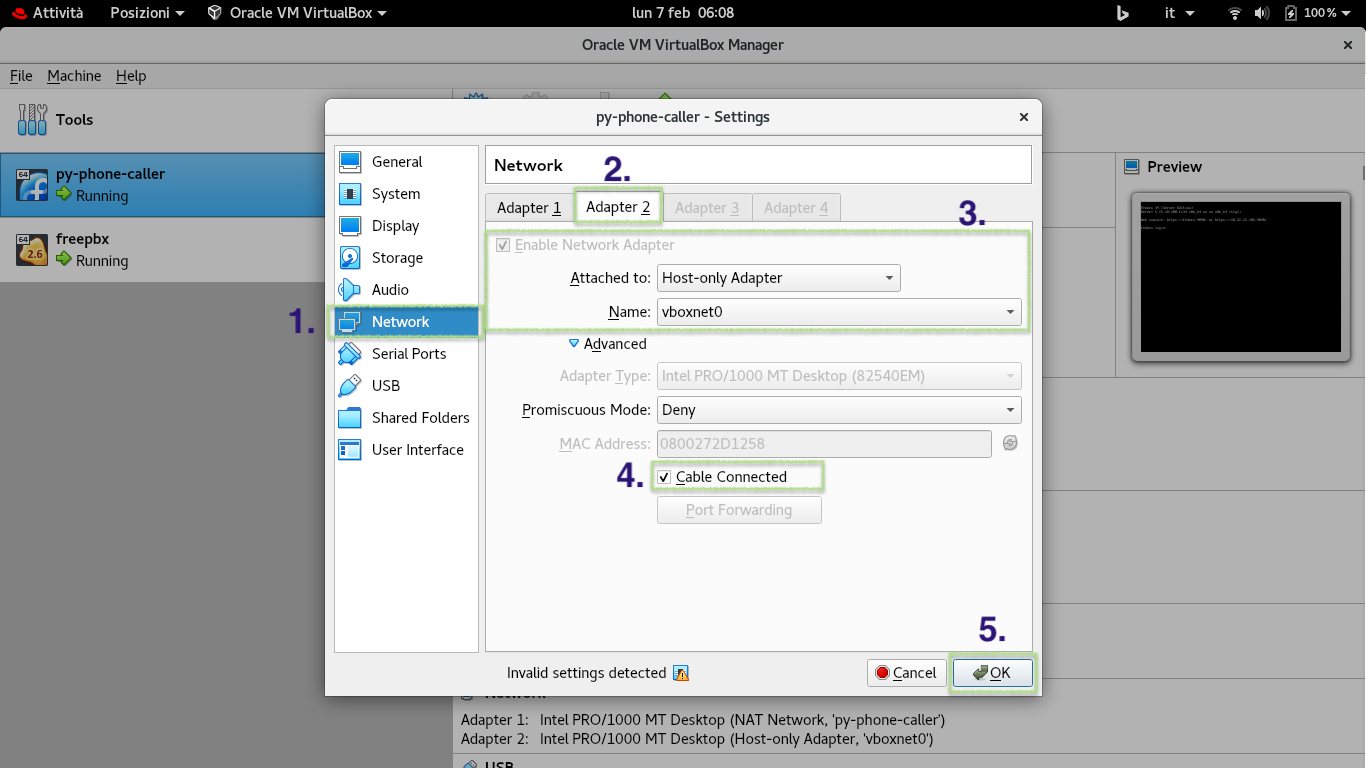 Attività Posizioni Oracle VM VirtualBox lun 7 feb 06:08 it 100%
Oracle VM VirtualBox Manager
File Machine Help
Tools
py-phone-caller - Settings
64
py-phone-caller
Running
64
2.6
freepbx
Running
General
System
Display
Storage
Audio
1.
Network
Serial Ports
USB
Shared Folders
User Interface
Network
2.
Adapter 1 Adapter 2 Adapter 3 Adapter 4
3.
Enable Network Adapter
Attached to: Host-only Adapter
Name: vboxnet0
Advanced
Adapter Type: Intel PRO/1000 MT Desktop (82540EM)
Promiscuous Mode: Deny
MAC Address: 0800272D1258
4. Cable Connected
Port Forwarding
5.
Invalid settings detected Cancel OK
Preview
Network
Adapter 1: Intel PRO/1000 MT Desktop (NAT Network, 'py-phone-caller')
Adapter 2: Intel PRO/1000 MT Desktop (Host-only Adapter, 'vboxnet0')
USB